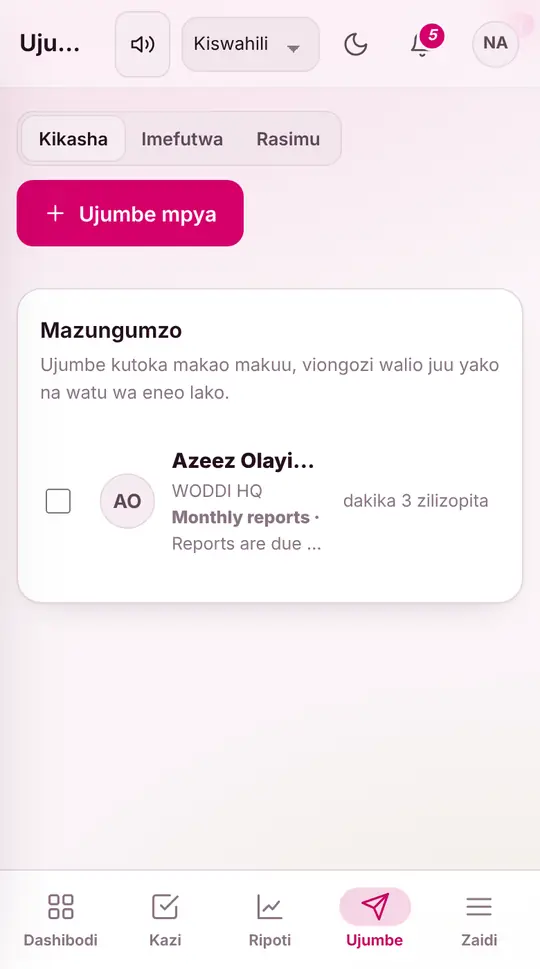 Uju...
Kiswahili
5
NA
Kikasha
Imefutwa
Rasimu
+ Ujumbe mpya
Mazungumzo
Ujumbe kutoka makao makuu, viongozi walio juu yako
na watu wa eneo lako.
AO
Azeez Olayi...
WODDI HQ
Monthly reports ·
Reports are due ...
dakika 3 zilizopita
Dashibodi
Kazi
Ripoti
Ujumbe
Zaidi